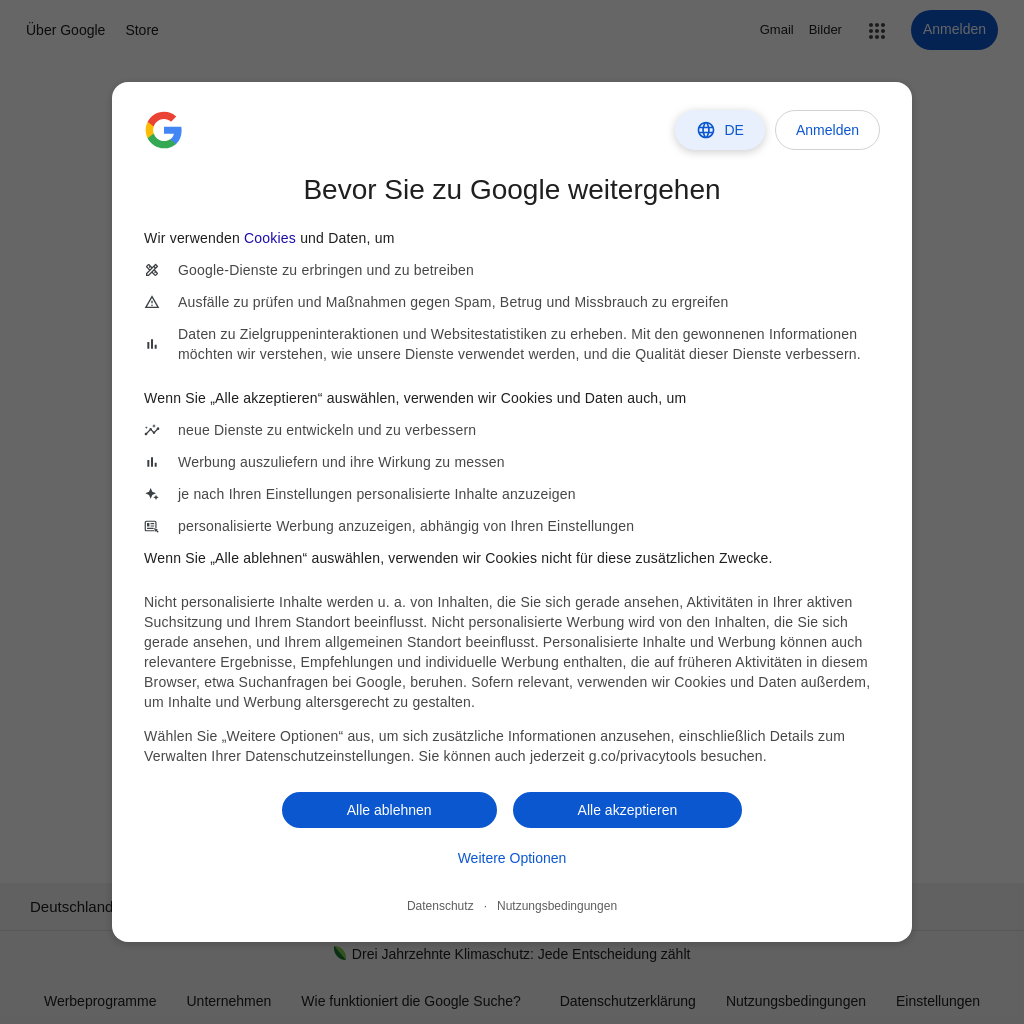 Über Google
Store
Gmail
Bilder
Anmelden
DE
Anmelden
Bevor Sie zu Google weitergehen
Wir verwenden Cookies und Daten, um
Google-Dienste zu erbringen und zu betreiben
Ausfälle zu prüfen und Maßnahmen gegen Spam, Betrug und Missbrauch zu ergreifen
Daten zu Zielgruppeninteraktionen und Websitestatistiken zu erheben. Mit den gewonnenen Informationen
möchten wir verstehen, wie unsere Dienste verwendet werden, und die Qualität dieser Dienste verbessern.
Wenn Sie „Alle akzeptieren“ auswählen, verwenden wir Cookies und Daten auch, um
neue Dienste zu entwickeln und zu verbessern
Werbung auszuliefern und ihre Wirkung zu messen
je nach Ihren Einstellungen personalisierte Inhalte anzuzeigen
personalisierte Werbung anzuzeigen, abhängig von Ihren Einstellungen
Wenn Sie „Alle ablehnen“ auswählen, verwenden wir Cookies nicht für diese zusätzlichen Zwecke.
Nicht personalisierte Inhalte werden u. a. von Inhalten, die Sie sich gerade ansehen, Aktivitäten in Ihrer aktiven
Suchsitzung und Ihrem Standort beeinflusst. Nicht personalisierte Werbung wird von den Inhalten, die Sie sich
gerade ansehen, und Ihrem allgemeinen Standort beeinflusst. Personalisierte Inhalte und Werbung können auch
relevantere Ergebnisse, Empfehlungen und individuelle Werbung enthalten, die auf früheren Aktivitäten in diesem
Browser, etwa Suchanfragen bei Google, beruhen. Sofern relevant, verwenden wir Cookies und Daten außerdem,
um Inhalte und Werbung altersgerecht zu gestalten.
Wählen Sie „Weitere Optionen“ aus, um sich zusätzliche Informationen anzusehen, einschließlich Details zum
Verwalten Ihrer Datenschutzeinstellungen. Sie können auch jederzeit g.co/privacytools besuchen.
Alle ablehnen
Alle akzeptieren
Weitere Optionen
Datenschutz · Nutzungsbedingungen
Deutschland
Drei Jahrzehnte Klimaschutz: Jede Entscheidung zählt
Werbeprogramme
Unternehmen
Wie funktioniert die Google Suche?
Datenschutzerklärung
Nutzungsbedingungen
Einstellungen